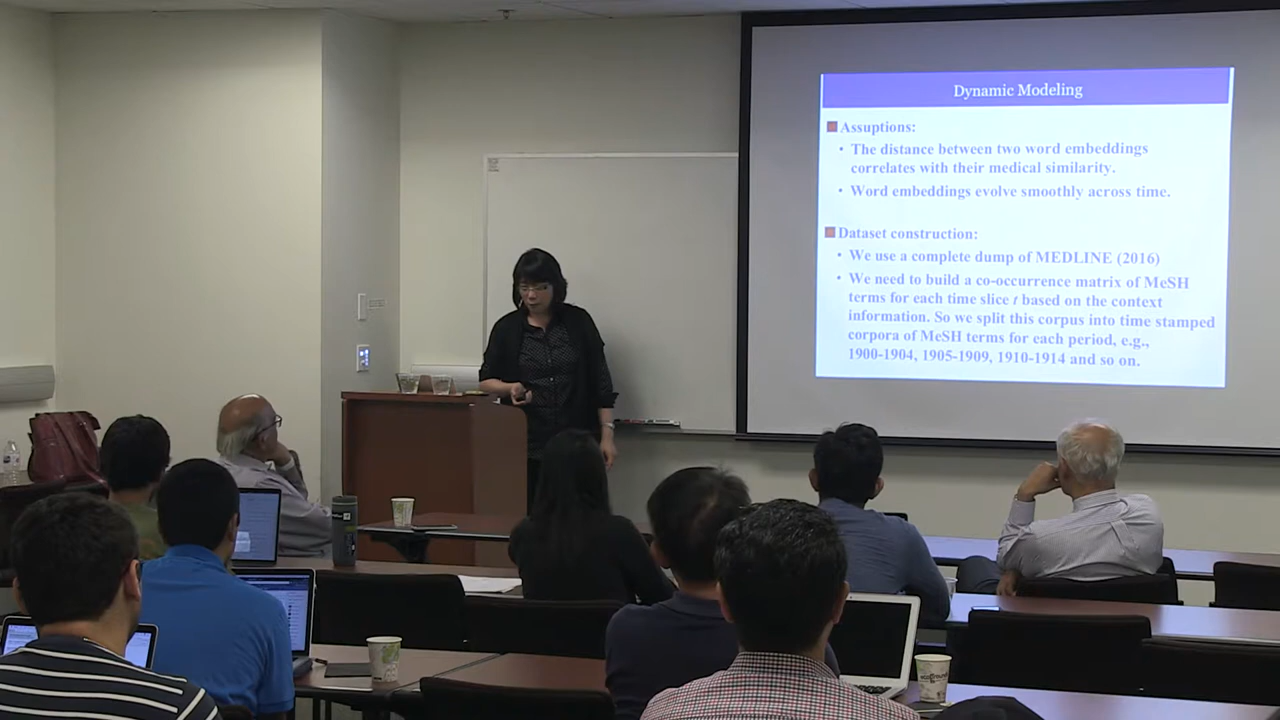 Dynamic Modeling
Assuptions:
• The distance between two word embeddings
correlates with their medical similarity.
• Word embeddings evolve smoothly across time.
Dataset construction:
• We use a complete dump of MEDLINE (2016)
• We need to build a co-occurrence matrix of MeSH
terms for each time slice t based on the context
information. So we split this corpus into time stamped
corpora of MeSH terms for each period, e.g.,
1900-1904, 1905-1909, 1910-1914 and so on.